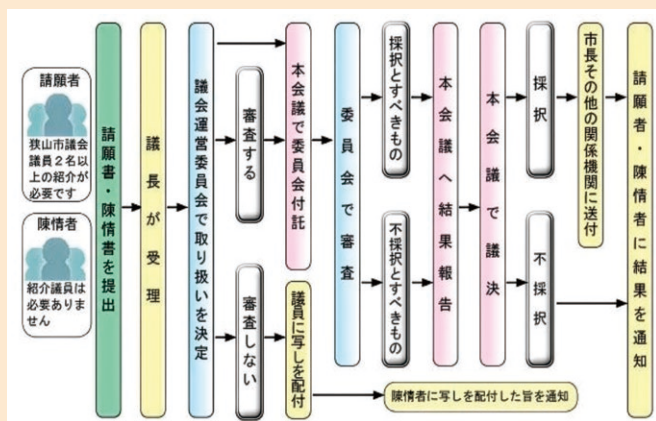 請願者
狭山市議会
議員２名以
上の紹介が
必要です
陳情者
紹介議員は
必要ありま
せん
請願書・陳情書を提出
議長が受理
議会運営委員会で取り扱いを決定
審査する
審査しない
本会議で委員会付託
議員に写しを配付
委員会で審査
採択とすべきもの
不採択とすべきもの
本会議へ結果報告
本会議で議決
採択
不採択
市長その他の関係機関に送付
請願者・陳情者に結果を通知
陳情者に写しを配付した旨を通知